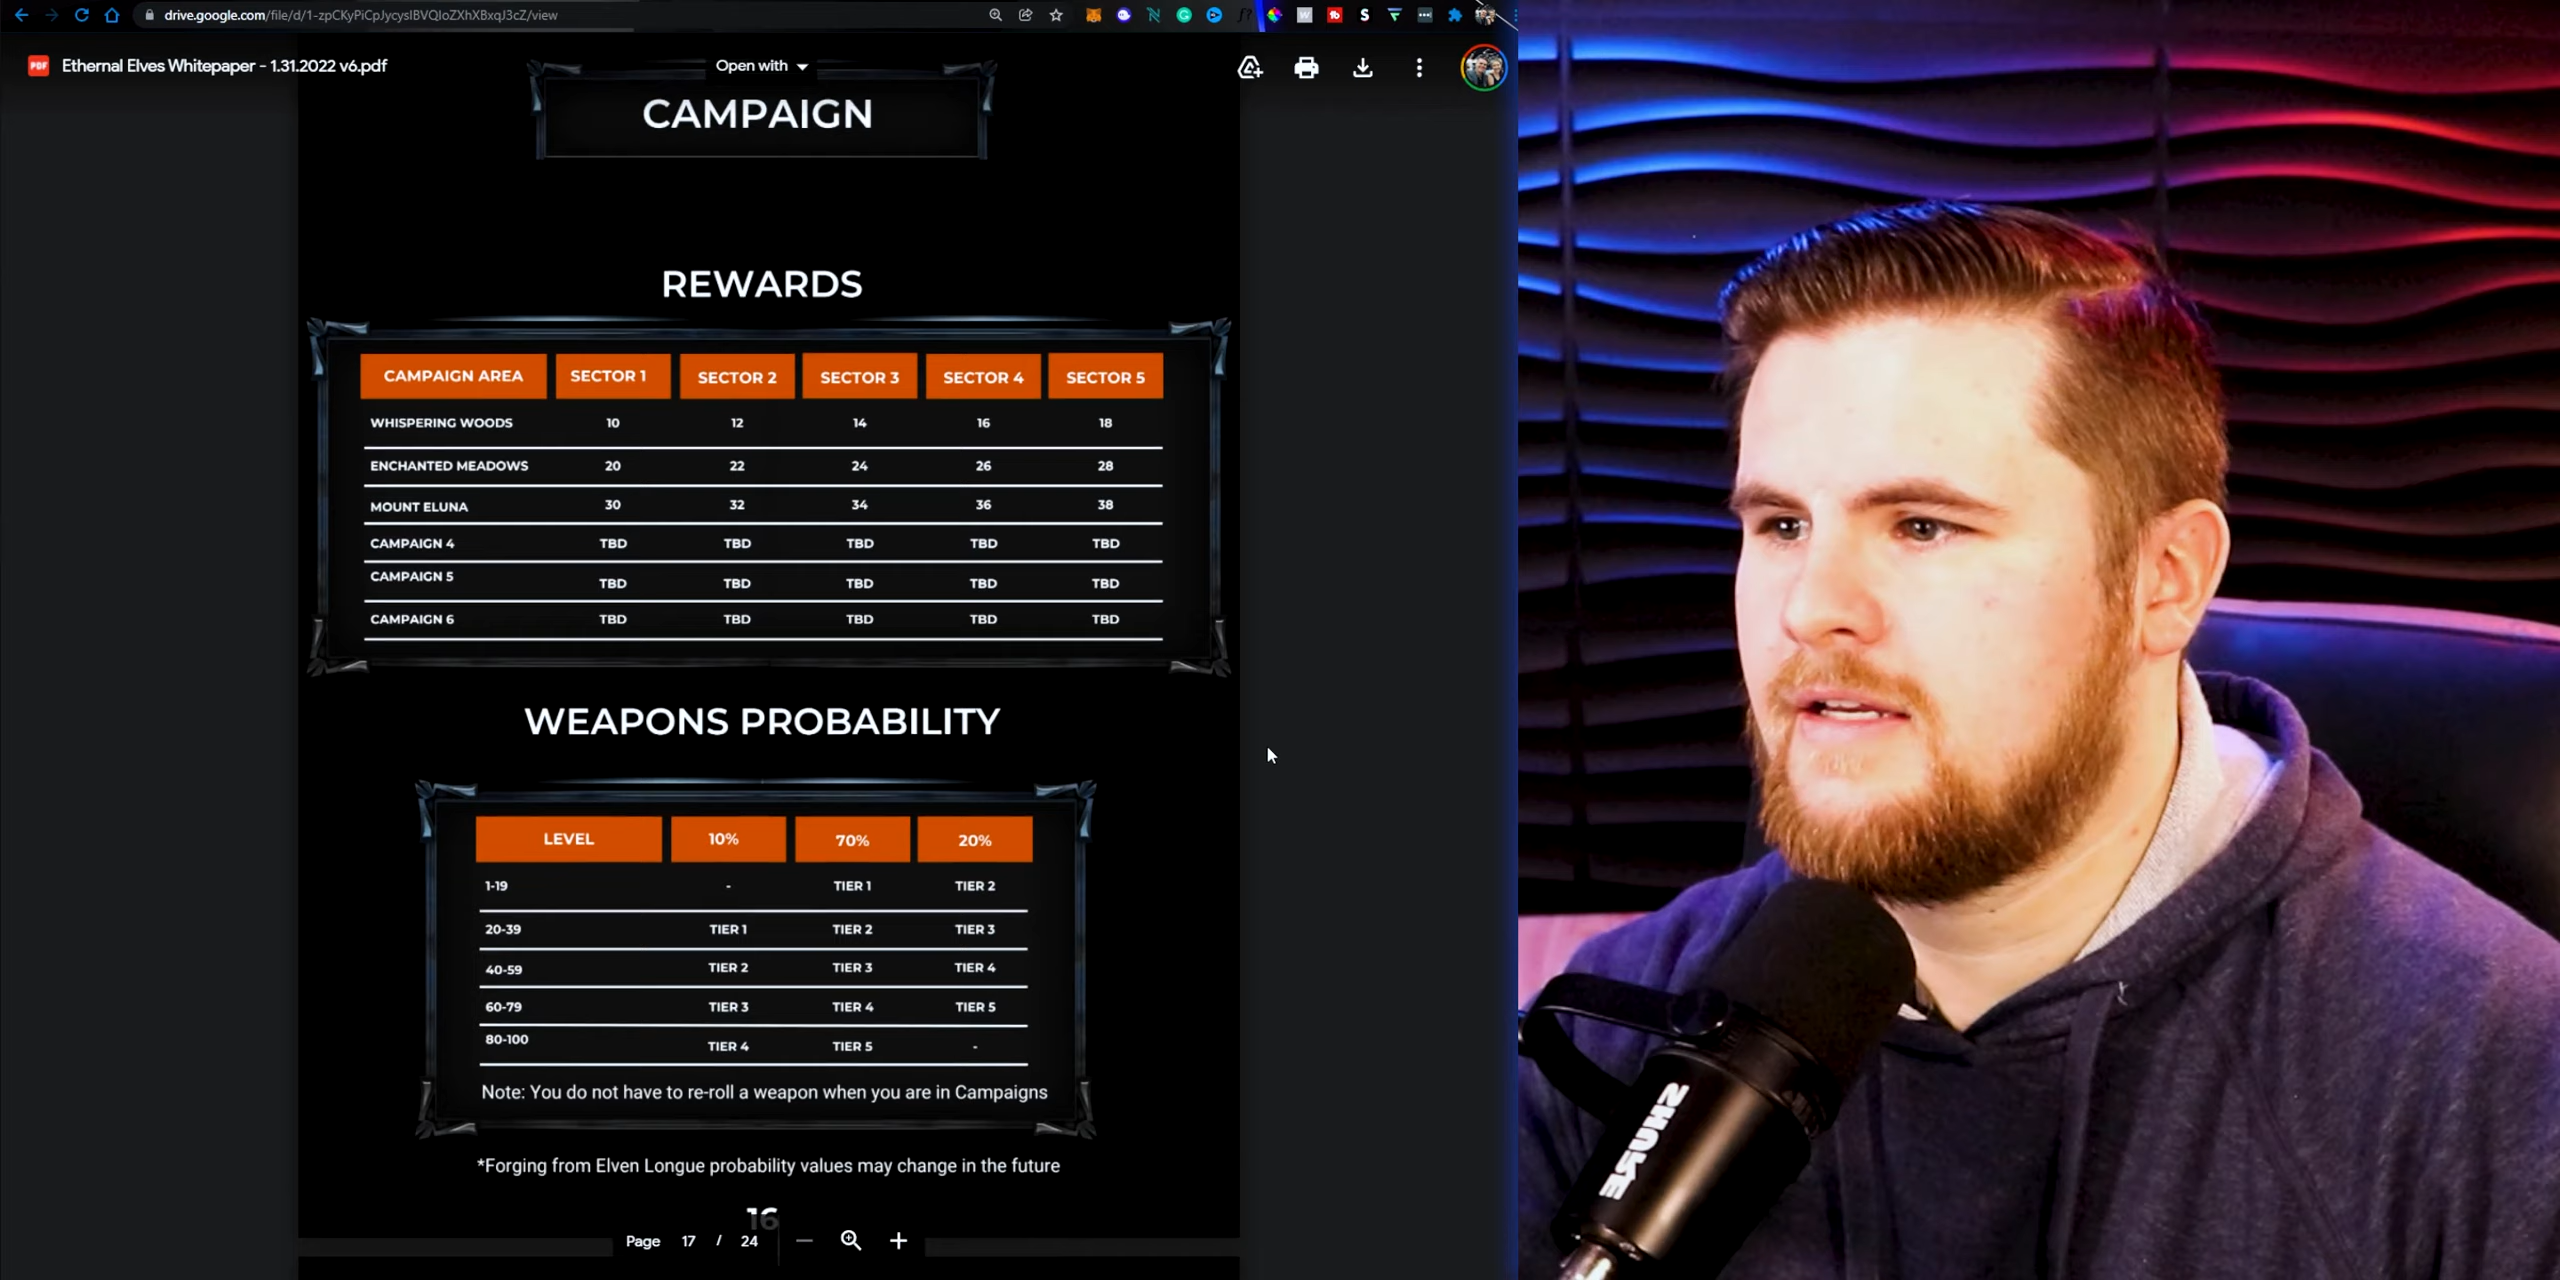 drive.google.com/file/d/1-zpCKyPiCpJycyslBVQIoZXhXBxqJ3cZ/view
PDF Ethernal Elves Whitepaper - 1.31.2022 v6.pdf
Open with
CAMPAIGN
REWARDS
CAMPAIGN AREA SECTOR 1 SECTOR 2 SECTOR 3 SECTOR 4 SECTOR 5
WHISPERING WOODS 10 12 14 16 18
ENCHANTED MEADOWS 20 22 24 26 28
MOUNT ELUNA 30 32 34 36 38
CAMPAIGN 4 TBD TBD TBD TBD TBD
CAMPAIGN 5 TBD TBD TBD TBD TBD
CAMPAIGN 6 TBD TBD TBD TBD TBD
WEAPONS PROBABILITY
LEVEL 10% 70% 20%
1-19 - TIER 1 TIER 2
20-39 TIER 1 TIER 2 TIER 3
40-59 TIER 2 TIER 3 TIER 4
60-79 TIER 3 TIER 4 TIER 5
80-100 TIER 4 TIER 5 -
Note: You do not have to re-roll a weapon when you are in Campaigns
*Forging from Elven Longue probability values may change in the future
16
Page 17 / 24
SHURE